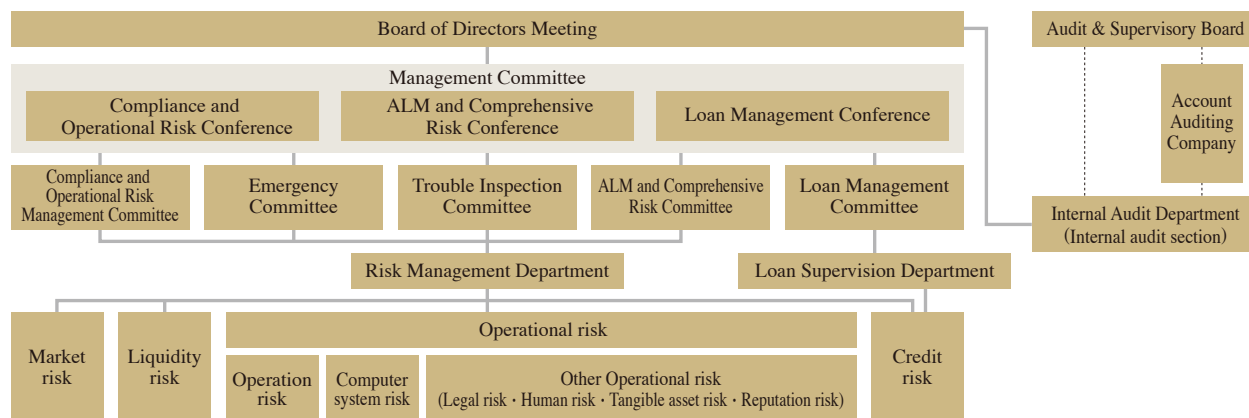 Board of Directors Meeting
Audit & Supervisory Board
Management Committee
Compliance and
Operational Risk Conference
ALM and Comprehensive
Risk Conference
Loan Management Conference
Account
Auditing
Company
Compliance and
Operational Risk
Management Committee
Emergency
Committee
Trouble Inspection
Committee
ALM and Comprehensive
Risk Committee
Loan Management
Committee
Internal Audit Department
(Internal audit section)
Risk Management Department
Loan Supervision Department
Market
risk
Liquidity
risk
Operational risk
Operation
risk
Computer
system risk
Other Operational risk
(Legal risk・Human risk・Tangible asset risk・Reputation risk)
Credit
risk